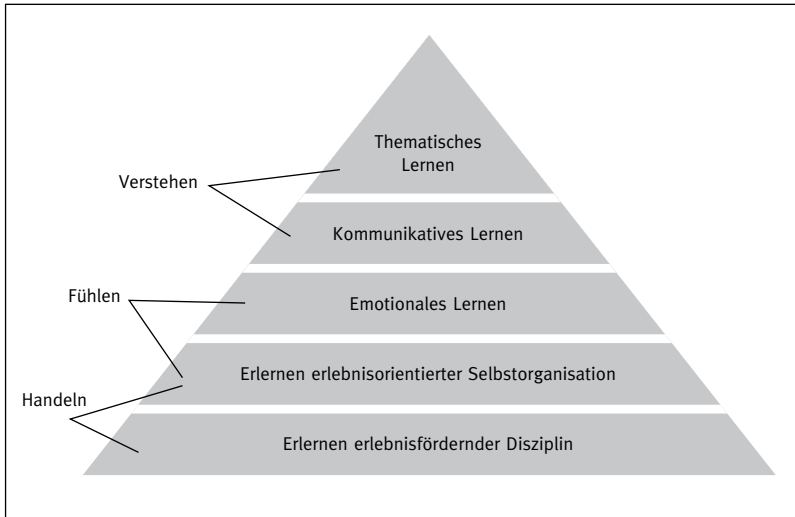 Thematisches
Lernen
Verstehen
Kommunikatives Lernen
Fühlen
Emotionales Lernen
Erlernen erlebnisorientierter Selbstorganisation
Handeln
Erlernen erlebnisfördernder Disziplin